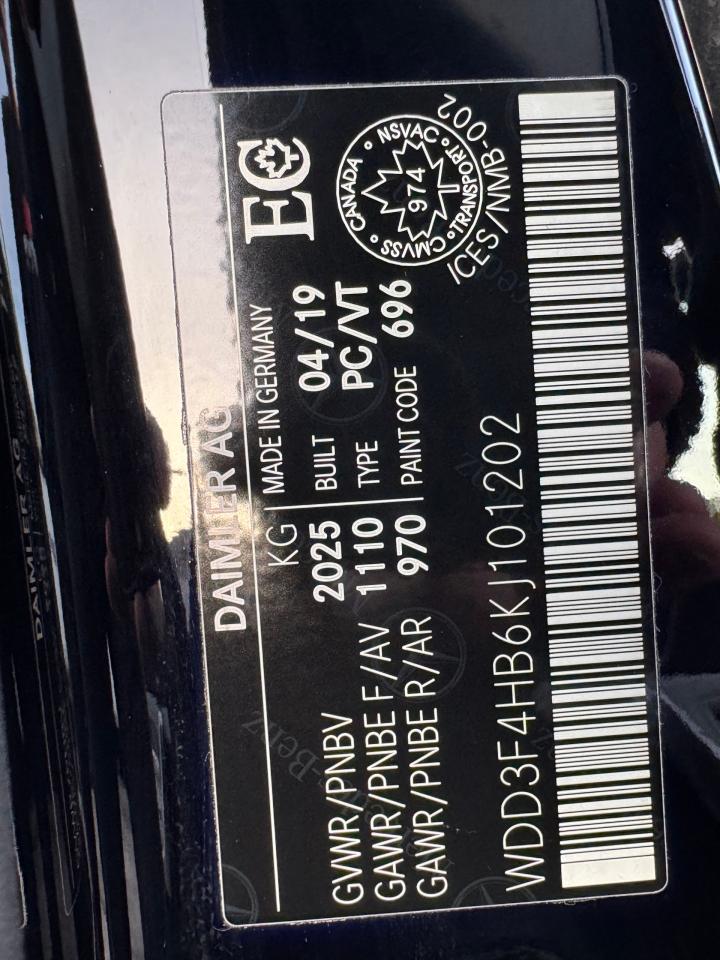 DAIMLER AG
KG
MADE IN GERMANY
EC
GVWR/PNBV 2025
BUILT 04/19
GAWR/PNBE F/AV 1110
TYPE PC/VT
GAWR/PNBE R/AR 970
PAINT CODE 696
CANADA • NSVAC • TRANSPORT • CMVSS •
974
ICES/NMB-002
WDD3F4HB6KJ101202